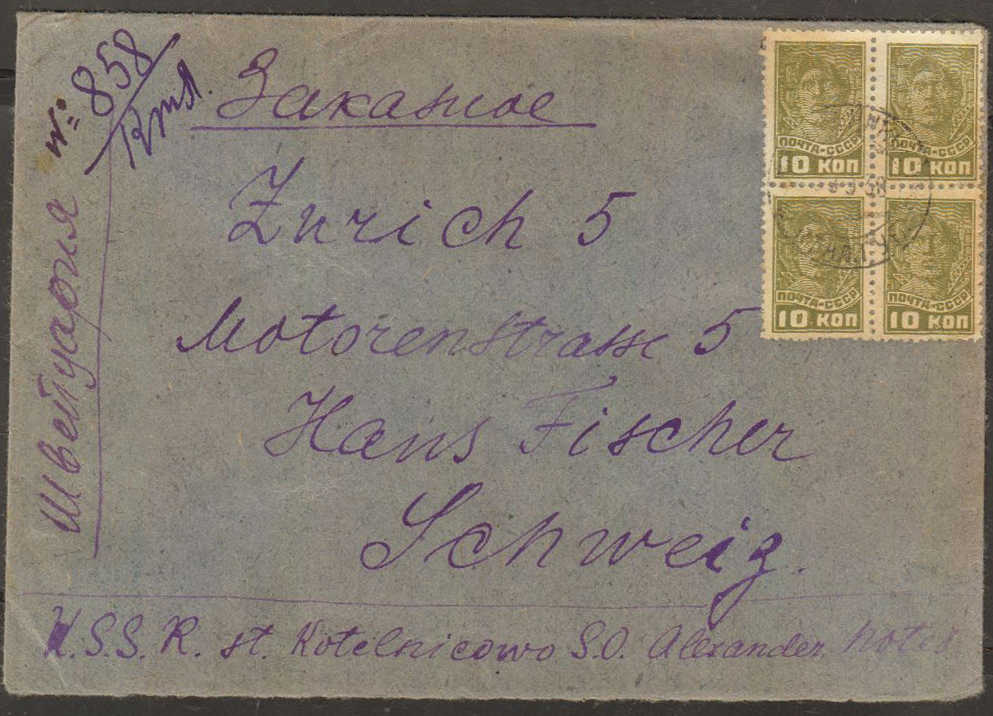 № 858
Ктл.
Заказное
Швейцария
Zurich 5
Motorenstrasse 5
Hans Fischer
Schweiz.
U.S.S.R. st. Kotelnicowo S.O. Alexander
ПОЧТА-СССР
10 КОП
ПОЧТА-СССР
10 КОП
ПОЧТА-СССР
10 КОП
ПОЧТА-СССР
10 КОП